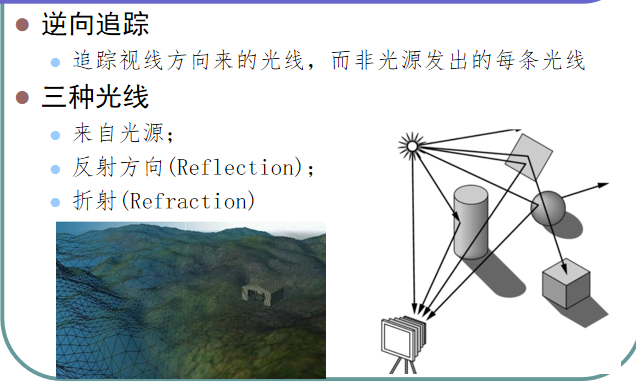 逆向追踪
追踪视线方向来的光线，而非光源发出的每条光线
三种光线
来自光源；
反射方向(Reflection)；
折射(Refraction)